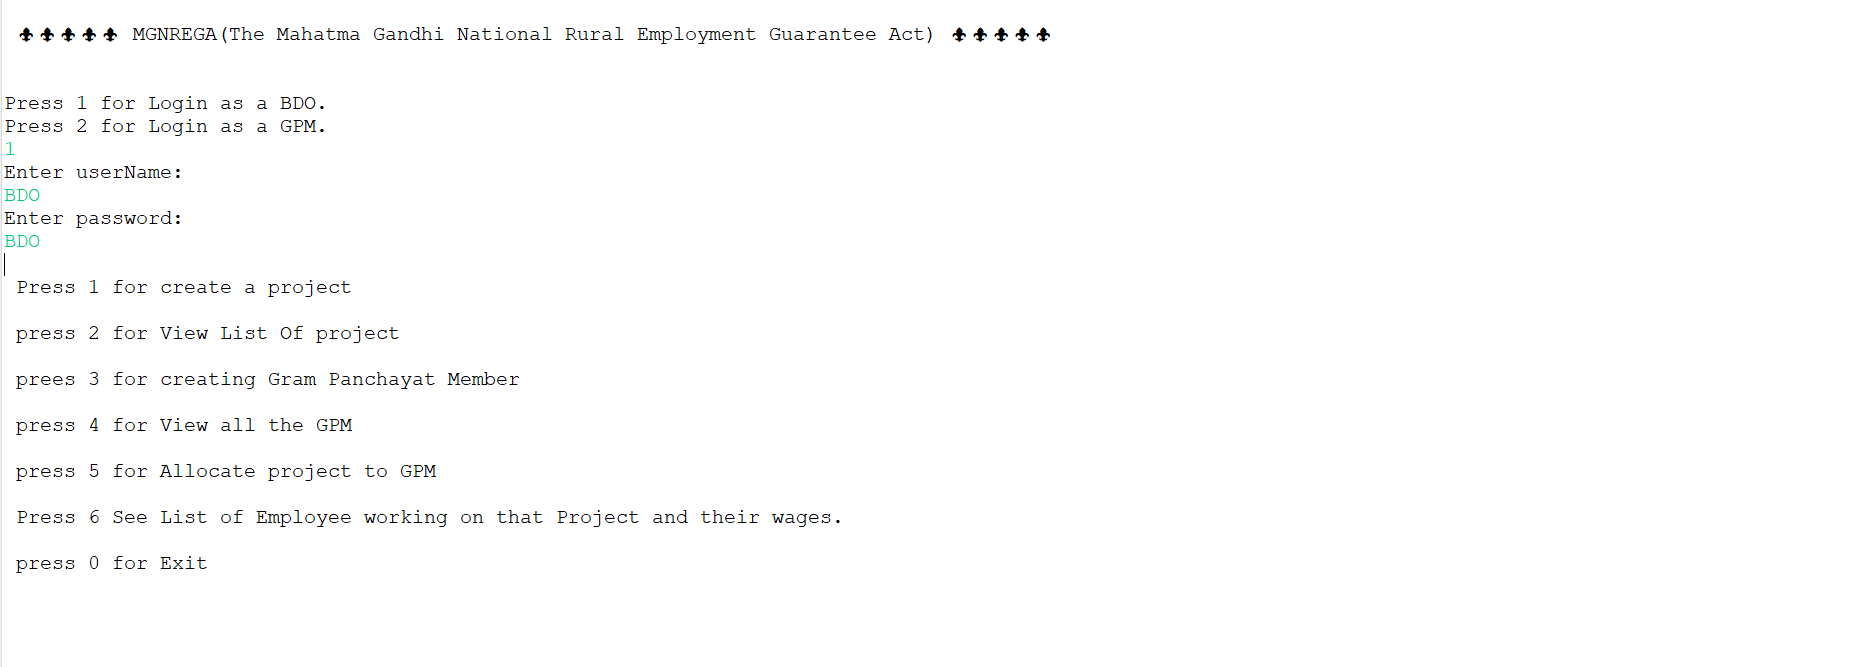 ♣♣♣♣♣ MGNREGA(The Mahatma Gandhi National Rural Employment Guarantee Act) ♣♣♣♣♣
Press 1 for Login as a BDO.
Press 2 for Login as a GPM.
1
Enter userName:
BDO
Enter password:
BDO
Press 1 for create a project
press 2 for View List Of project
prees 3 for creating Gram Panchayat Member
press 4 for View all the GPM
press 5 for Allocate project to GPM
Press 6 See List of Employee working on that Project and their wages.
press 0 for Exit